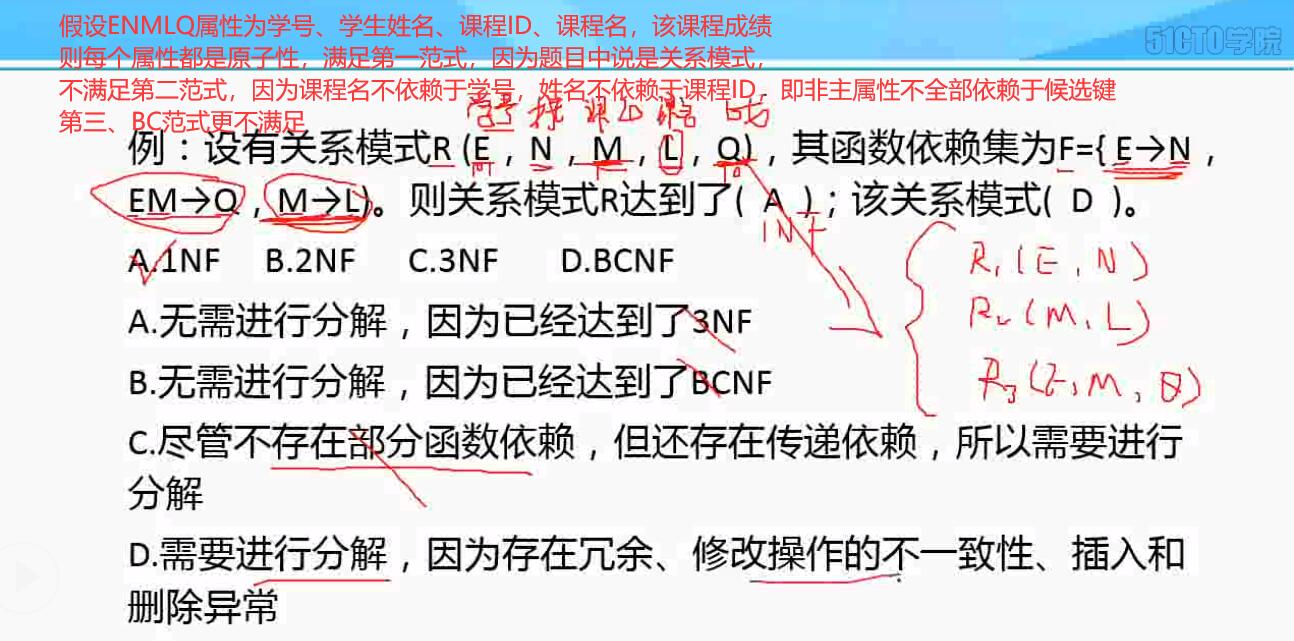 假设ENMLQ属性为学号、学生姓名、课程ID、课程名，该课程成绩
51CTO学院
则每个属性都是原子性，满足第一范式，因为题目中说是关系模式，
不满足第二范式，因为课程名不依赖于学号，姓名不依赖于课程ID，即非主属性不全部依赖于候选键
学号
第三、BC范式更不满足
例：设有关系模式R (E，N，M，L，Q)，其函数依赖集为F={ E→N，
EM→Q，M→L}。则关系模式R达到了( A )；该关系模式( D )。
1NF
A.1NF B.2NF C.3NF D.BCNF
R₁(E,N)
A.无需进行分解，因为已经达到了3NF
R₂(M,L)
B.无需进行分解，因为已经达到了BCNF
R₃(E,M,Q)
C.尽管不存在部分函数依赖，但还存在传递依赖，所以需要进行
分解
D.需要进行分解，因为存在冗余、修改操作的不一致性、插入和
删除异常